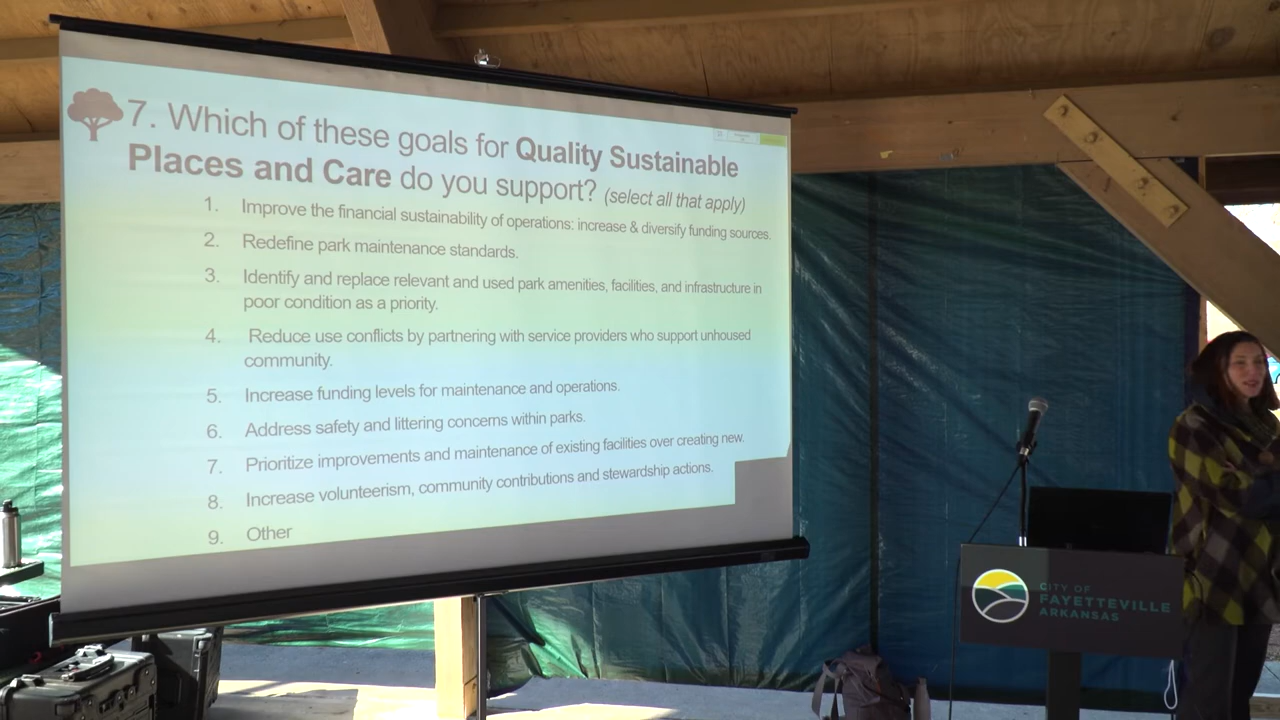 7. Which of these goals for Quality Sustainable
Places and Care do you support? (select all that apply)
1. Improve the financial sustainability of operations: increase & diversify funding sources.
2. Redefine park maintenance standards.
3. Identify and replace relevant and used park amenities, facilities, and infrastructure in
poor condition as a priority.
4. Reduce use conflicts by partnering with service providers who support unhoused
community.
5. Increase funding levels for maintenance and operations.
6. Address safety and littering concerns within parks.
7. Prioritize improvements and maintenance of existing facilities over creating new.
8. Increase volunteerism, community contributions and stewardship actions.
9. Other
CITY OF
FAYETTEVILLE
ARKANSAS